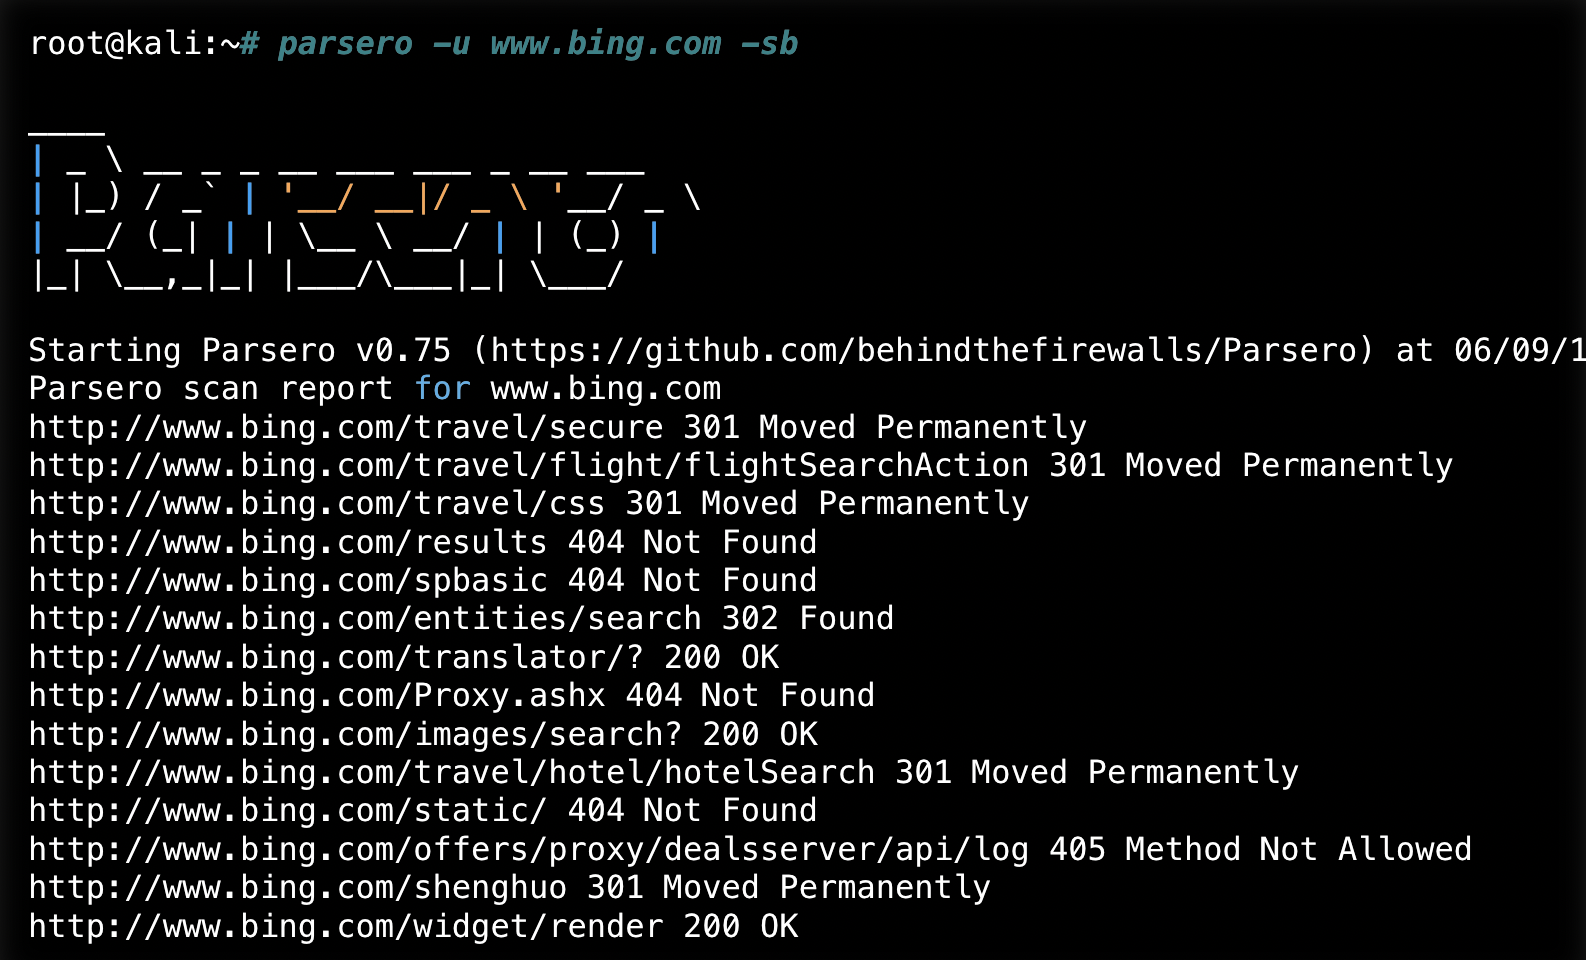 root@kali:~# parsero -u www.bing.com -sb
____
| _ \ __ _ _ __ ___ ___ _ __ ___
| |_) / _` | '__/ __|/ _ \ '__/ _ \
| __/ (_| | | \__ \ __/ | | (_) |
|_| \__,_|_| |___/\___|_| \___/
Starting Parsero v0.75 (https://github.com/behindthefirewalls/Parsero) at 06/09/1
Parsero scan report for www.bing.com
http://www.bing.com/travel/secure 301 Moved Permanently
http://www.bing.com/travel/flight/flightSearchAction 301 Moved Permanently
http://www.bing.com/travel/css 301 Moved Permanently
http://www.bing.com/results 404 Not Found
http://www.bing.com/spbasic 404 Not Found
http://www.bing.com/entities/search 302 Found
http://www.bing.com/translator/? 200 OK
http://www.bing.com/Proxy.ashx 404 Not Found
http://www.bing.com/images/search? 200 OK
http://www.bing.com/travel/hotel/hotelSearch 301 Moved Permanently
http://www.bing.com/static/ 404 Not Found
http://www.bing.com/offers/proxy/dealsserver/api/log 405 Method Not Allowed
http://www.bing.com/shenghuo 301 Moved Permanently
http://www.bing.com/widget/render 200 OK